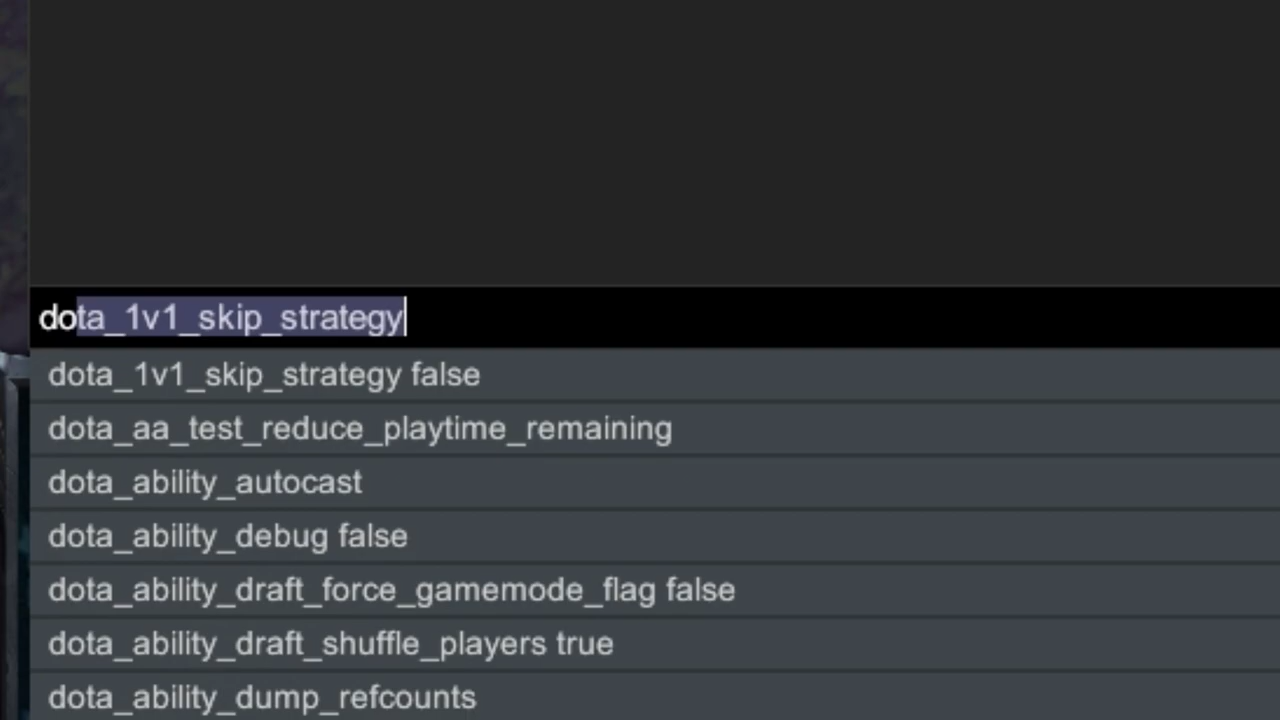 dota_1v1_skip_strategy
dota_1v1_skip_strategy false
dota_aa_test_reduce_playtime_remaining
dota_ability_autocast
dota_ability_debug false
dota_ability_draft_force_gamemode_flag false
dota_ability_draft_shuffle_players true
dota_ability_dump_refcounts